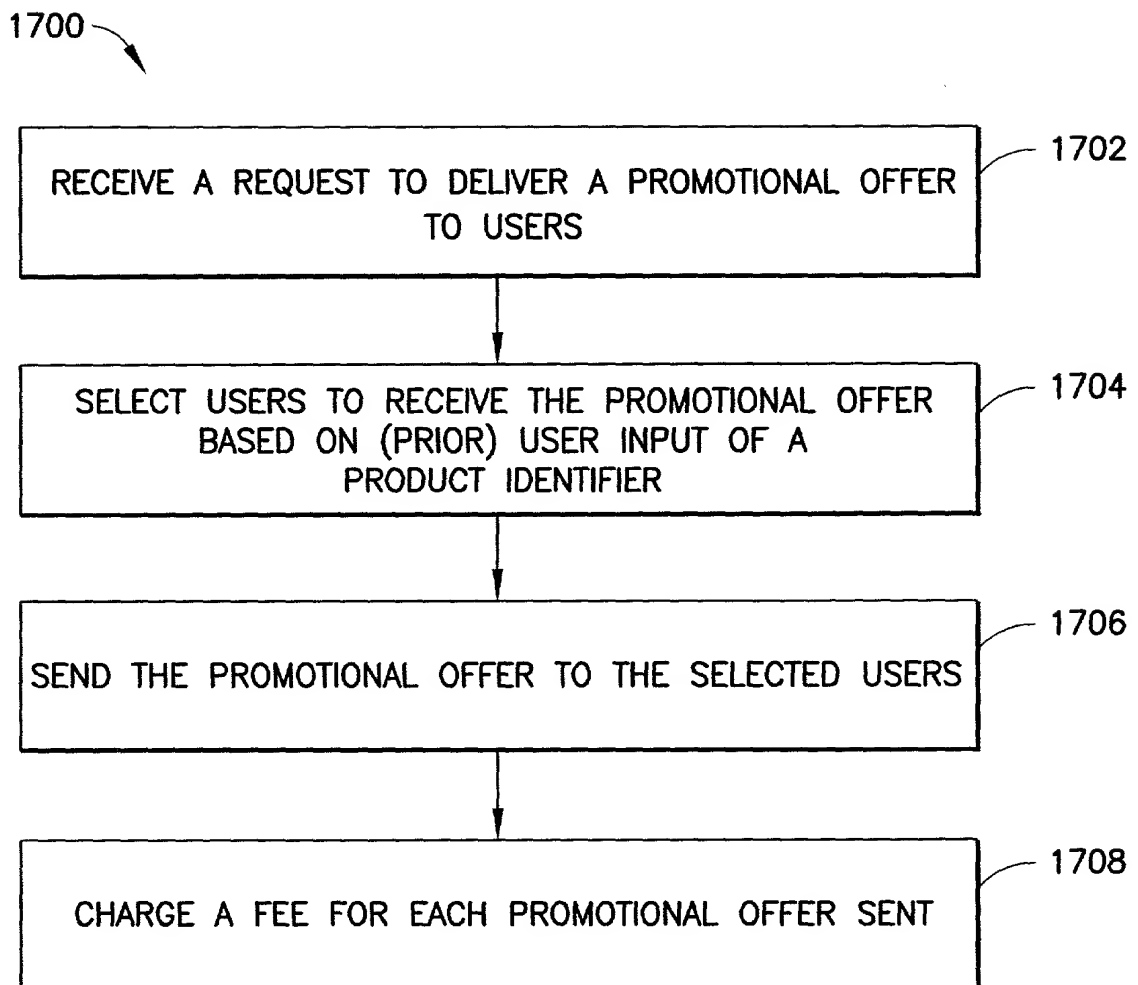 1700
1702
RECEIVE A REQUEST TO DELIVER A PROMOTIONAL OFFER
TO USERS
1704
SELECT USERS TO RECEIVE THE PROMOTIONAL OFFER
BASED ON (PRIOR) USER INPUT OF A
PRODUCT IDENTIFIER
1706
SEND THE PROMOTIONAL OFFER TO THE SELECTED USERS
1708
CHARGE A FEE FOR EACH PROMOTIONAL OFFER SENT